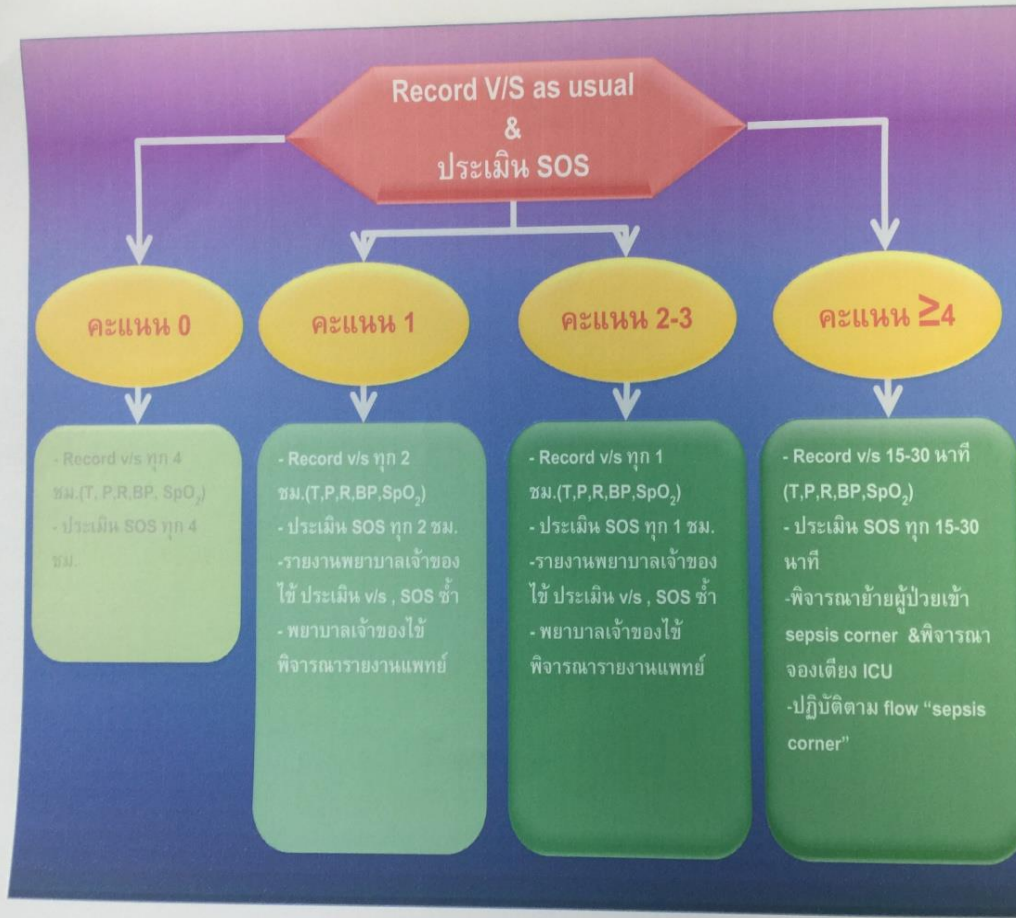 Record V/S as usual
&
ประเมิน SOS
คะแนน 0
คะแนน 1
คะแนน 2-3
คะแนน ≥4
- Record v/s ทุก 4
ชม.(T, P,R,BP, SpO₂)
- ประเมิน SOS ทุก 4
ชม.
- Record v/s ทุก 2
ชม.(T,P,R,BP,SpO₂)
- ประเมิน SOS ทุก 2 ชม.
-รายงานพยาบาลเจ้าของ
ไข้ ประเมิน v/s , SOS ซ้ำ
- พยาบาลเจ้าของไข้
พิจารณารายงานแพทย์
- Record v/s ทุก 1
ชม.(T,P,R,BP,SpO₂)
- ประเมิน SOS ทุก 1 ชม.
-รายงานพยาบาลเจ้าของ
ไข้ ประเมิน v/s , SOS ซ้ำ
- พยาบาลเจ้าของไข้
พิจารณารายงานแพทย์
- Record v/s 15-30 นาที
(T,P,R,BP,SpO₂)
- ประเมิน SOS ทุก 15-30
นาที
-พิจารณาย้ายผู้ป่วยเข้า
sepsis corner &พิจารณา
จองเตียง ICU
-ปฏิบัติตาม flow “sepsis
corner”